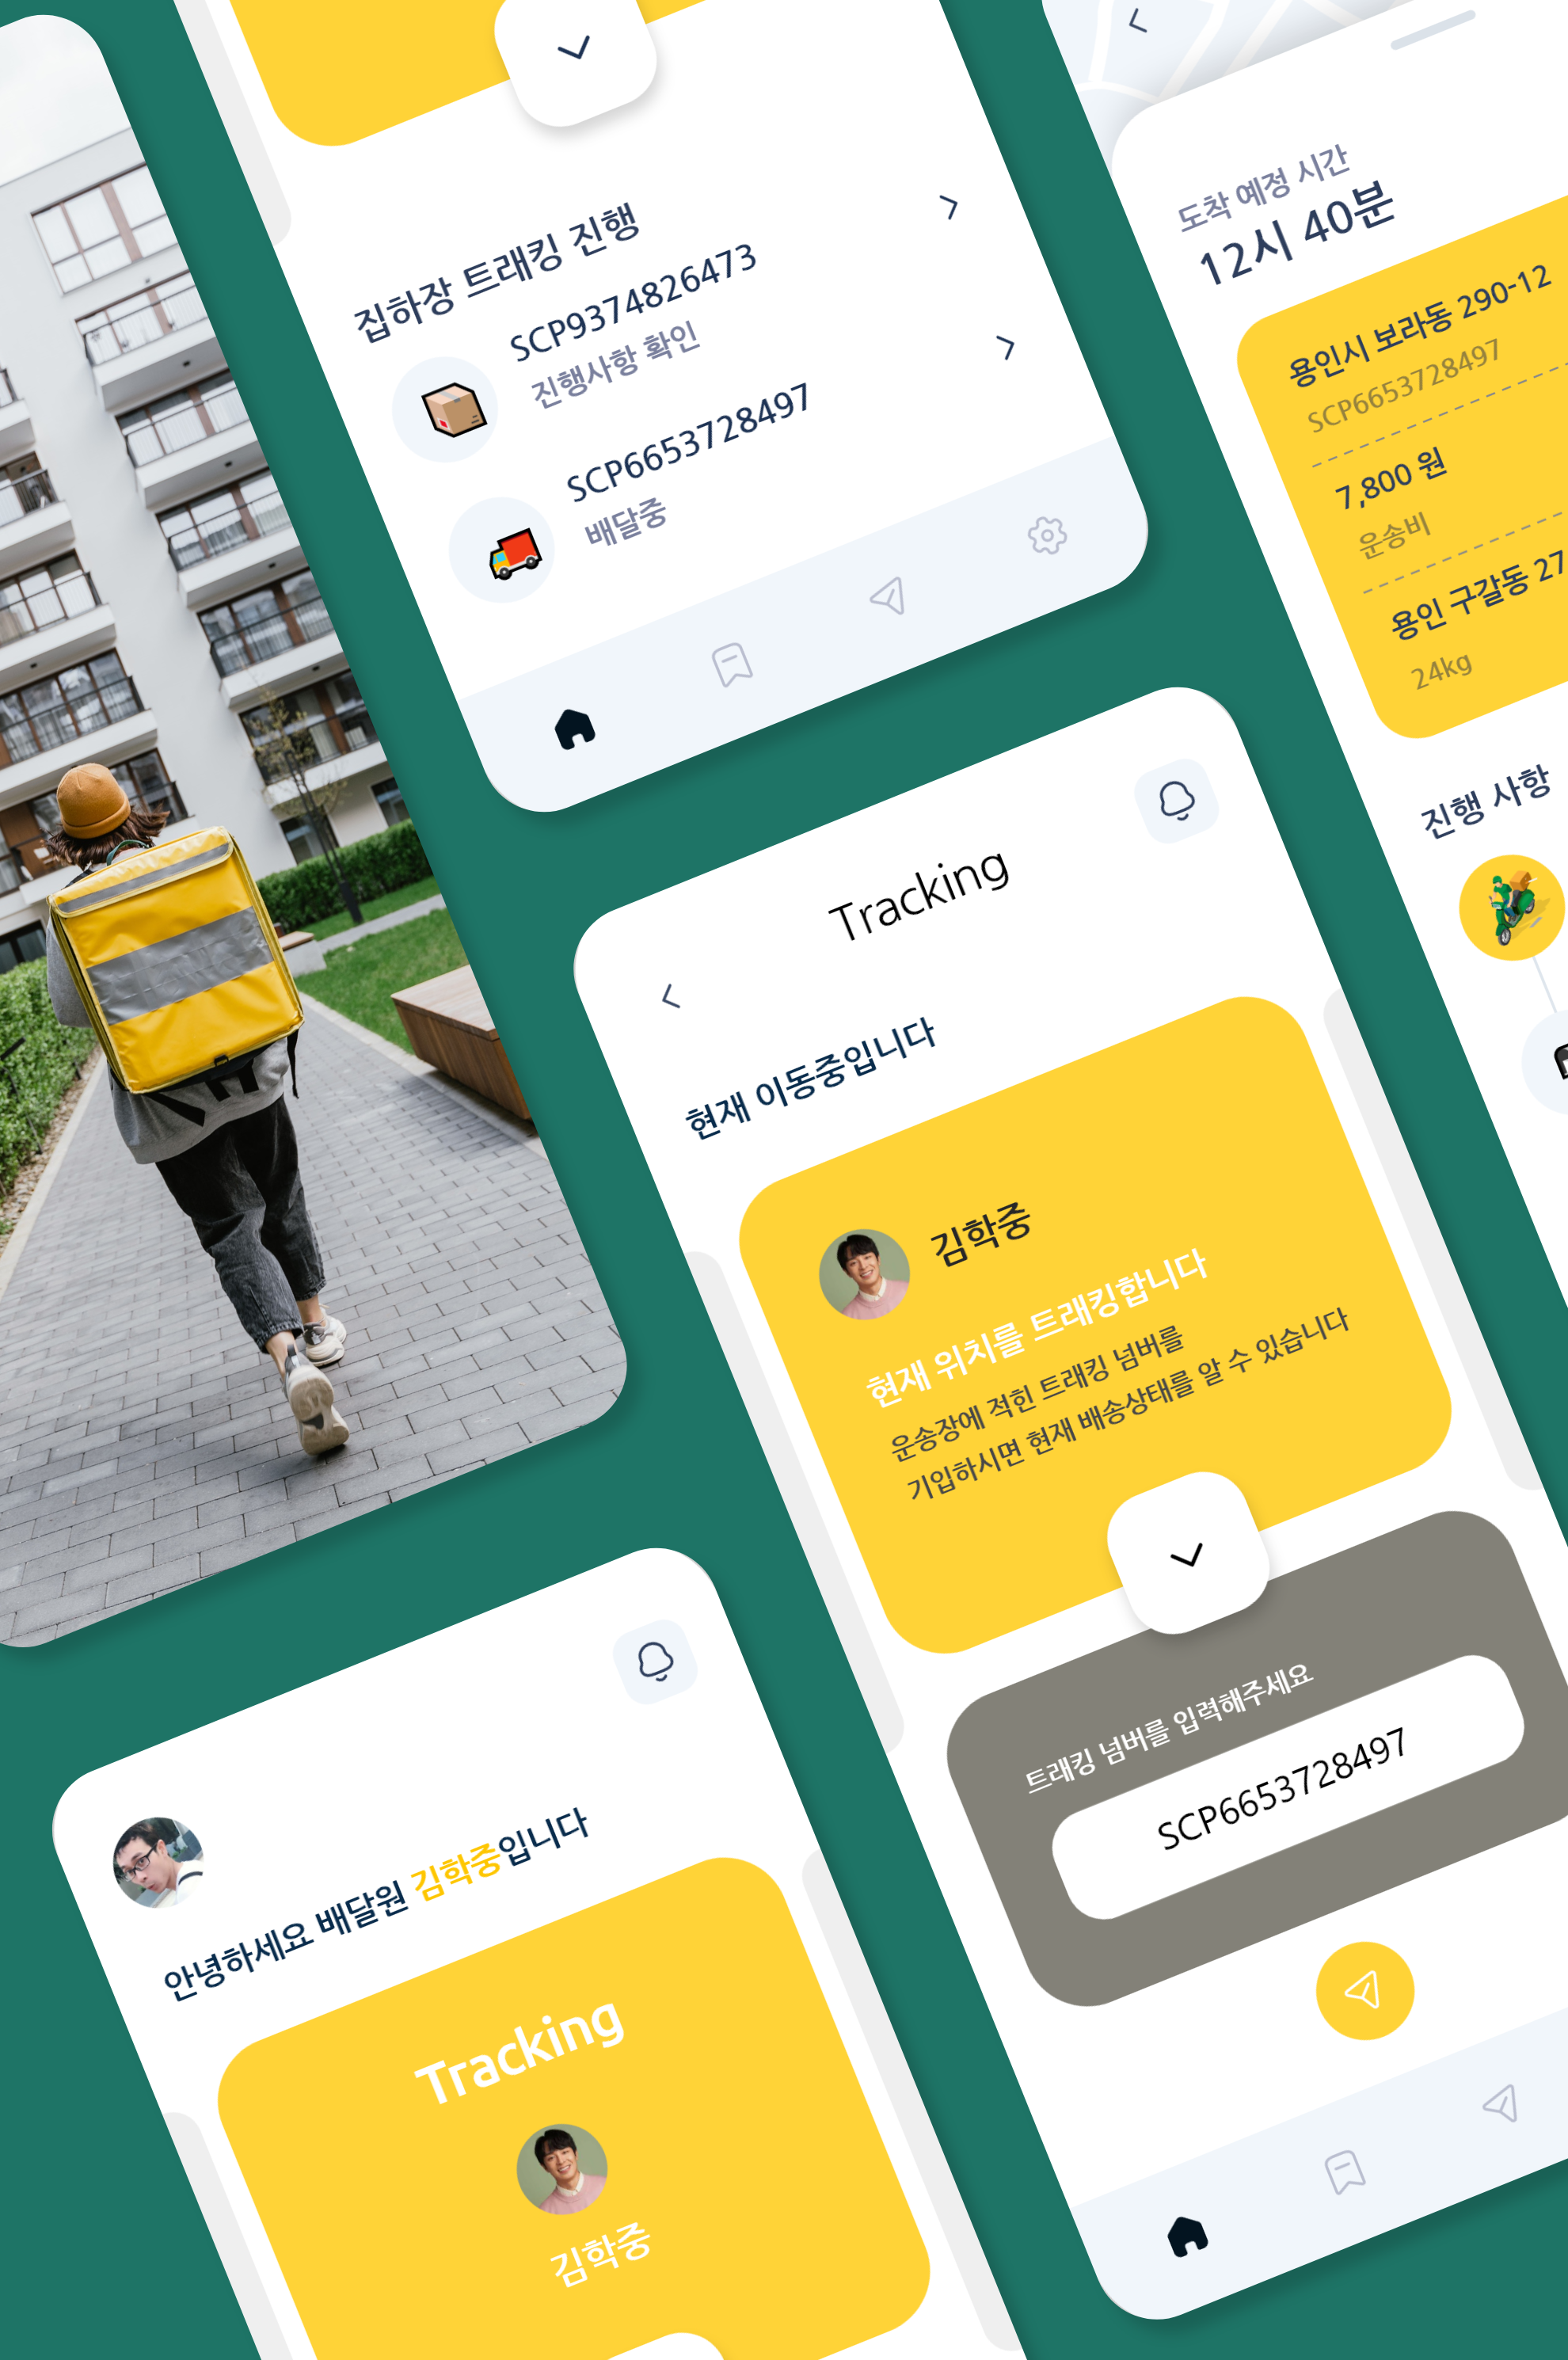 집하장 트래킹 진행
SCP9374826473
진행사항 확인
SCP6653728497
배달중
도착 예정 시간
12시 40분
용인시 보라동 290-12
SCP6653728497
7,800 원
운송비
용인 구갈동 27
24kg
진행 사항
Tracking
현재 이동중입니다
김학중
현재 위치를 트래킹합니다
운송장에 적힌 트래킹 넘버를
기입하시면 현재 배송상태를 알 수 있습니다
트래킹 넘버를 입력해주세요
SCP6653728497
안녕하세요 배달원 김학중입니다
Tracking
김학중